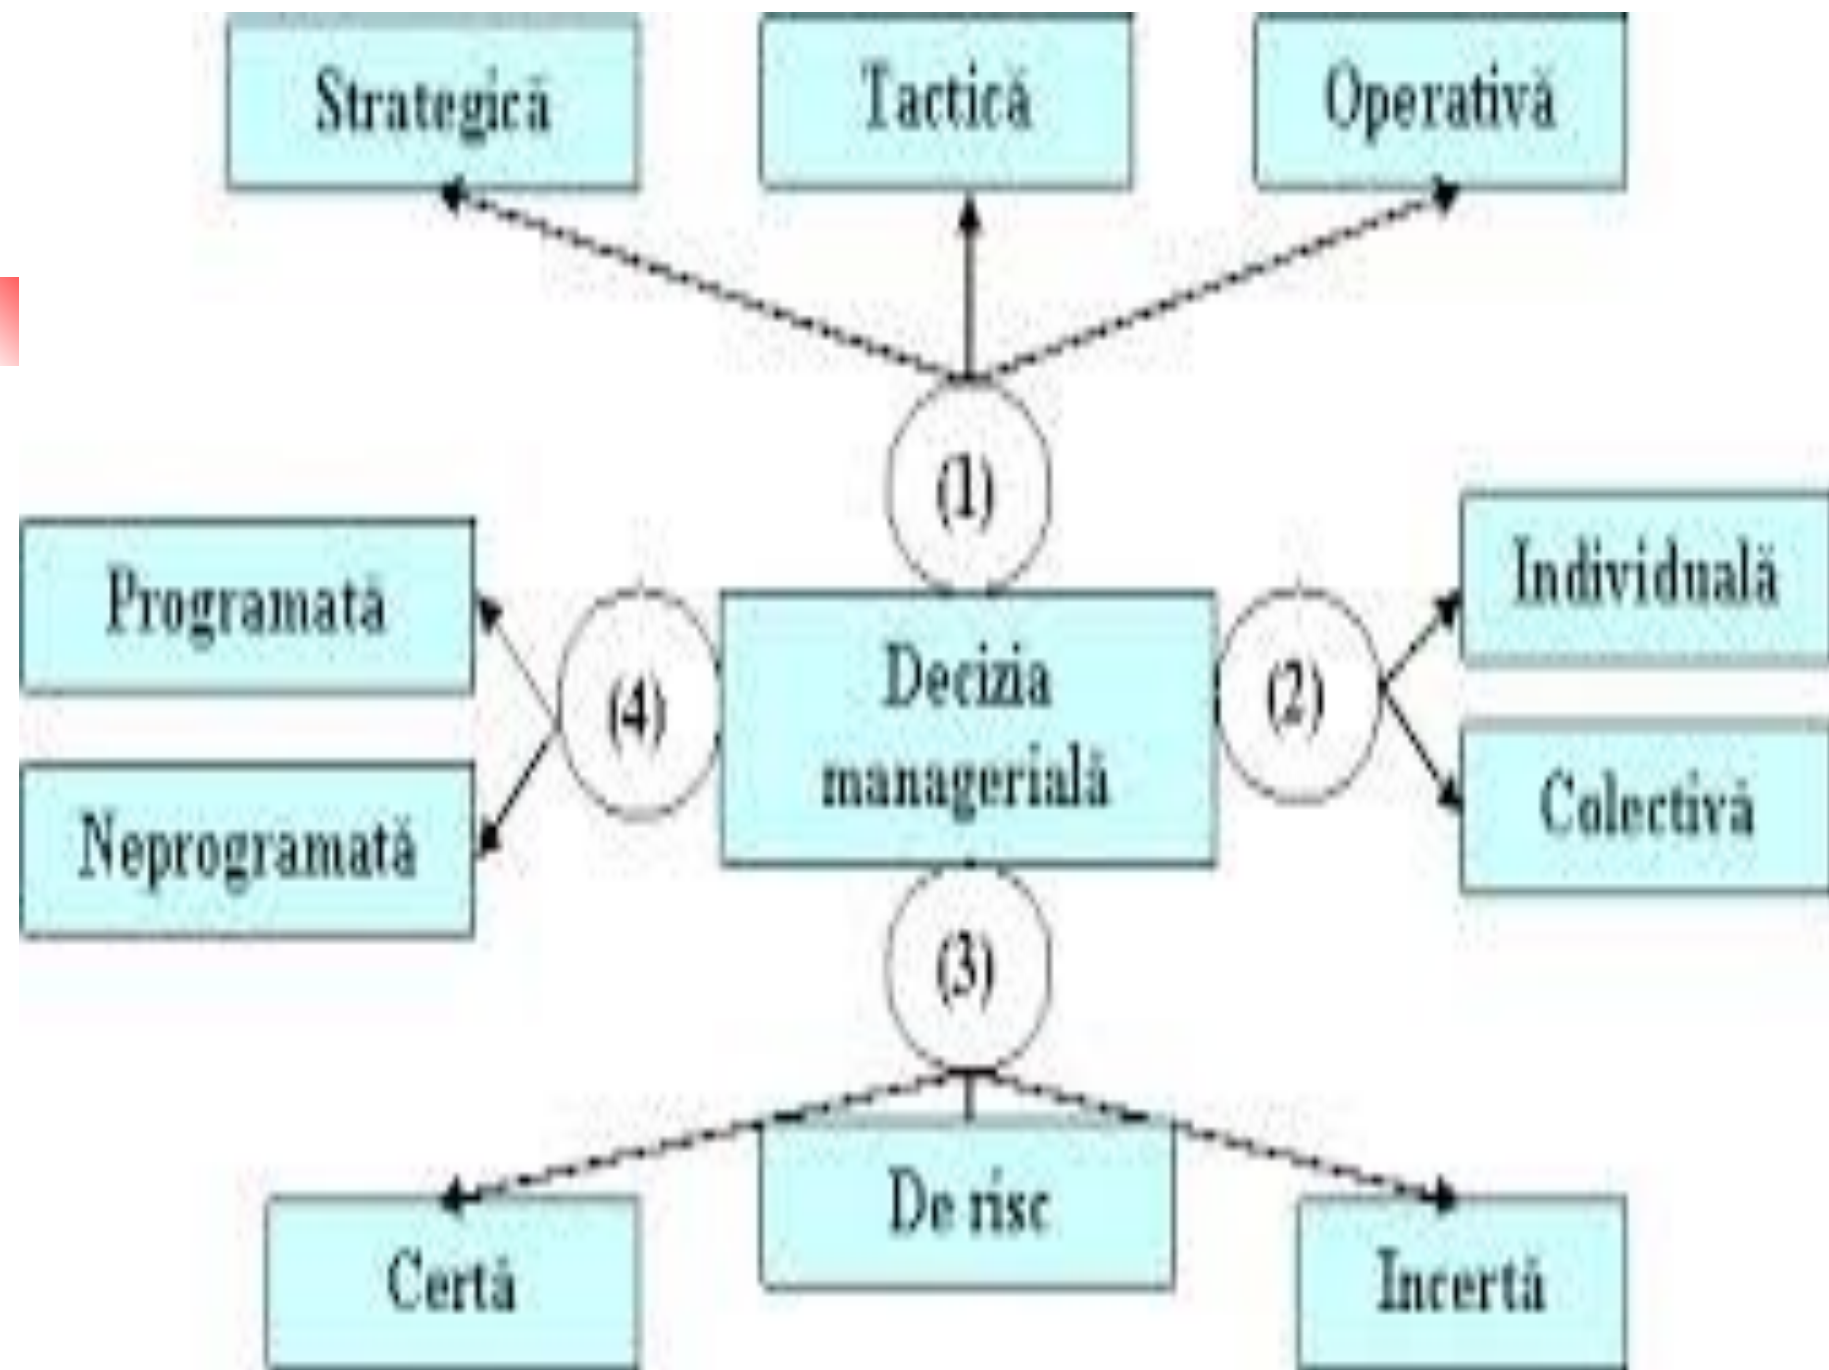 Strategică
Tactică
Operativă
(1)
Programată
Individuală
(4)
Decizia
managerială
(2)
Neprogramată
Colectivă
(3)
De risc
Certă
Incertă